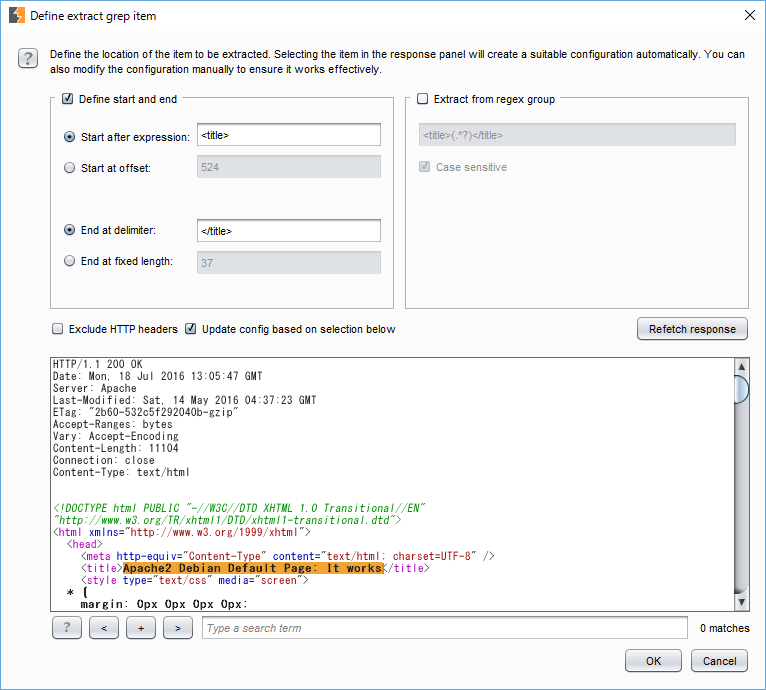 Define extract grep item
? Define the location of the item to be extracted. Selecting the item in the response panel will create a suitable configuration automatically. You can
also modify the configuration manually to ensure it works effectively.
Define start and end
Start after expression: <title>
Start at offset: 524
End at delimiter: </title>
End at fixed length: 37
Extract from regex group
<title>(.*?)</title>
Case sensitive
Exclude HTTP headers Update config based on selection below Refetch response
HTTP/1.1 200 OK
Date: Mon, 18 Jul 2016 13:05:47 GMT
Server: Apache
Last-Modified: Sat, 14 May 2016 04:37:23 GMT
ETag: "2b60-532c5f292040b-gzip"
Accept-Ranges: bytes
Vary: Accept-Encoding
Content-Length: 11104
Connection: close
Content-Type: text/html
<!DOCTYPE html PUBLIC "-//W3C//DTD XHTML 1.0 Transitional//EN"
"http://www.w3.org/TR/xhtml1/DTD/xhtml1-transitional.dtd">
<html xmlns="http://www.w3.org/1999/xhtml">
<head>
<meta http-equiv="Content-Type" content="text/html; charset=UTF-8" />
<title>Apache2 Debian Default Page: It works</title>
<style type="text/css" media="screen">
* {
margin: 0px 0px 0px 0px;
? < + > Type a search term 0 matches
OK Cancel